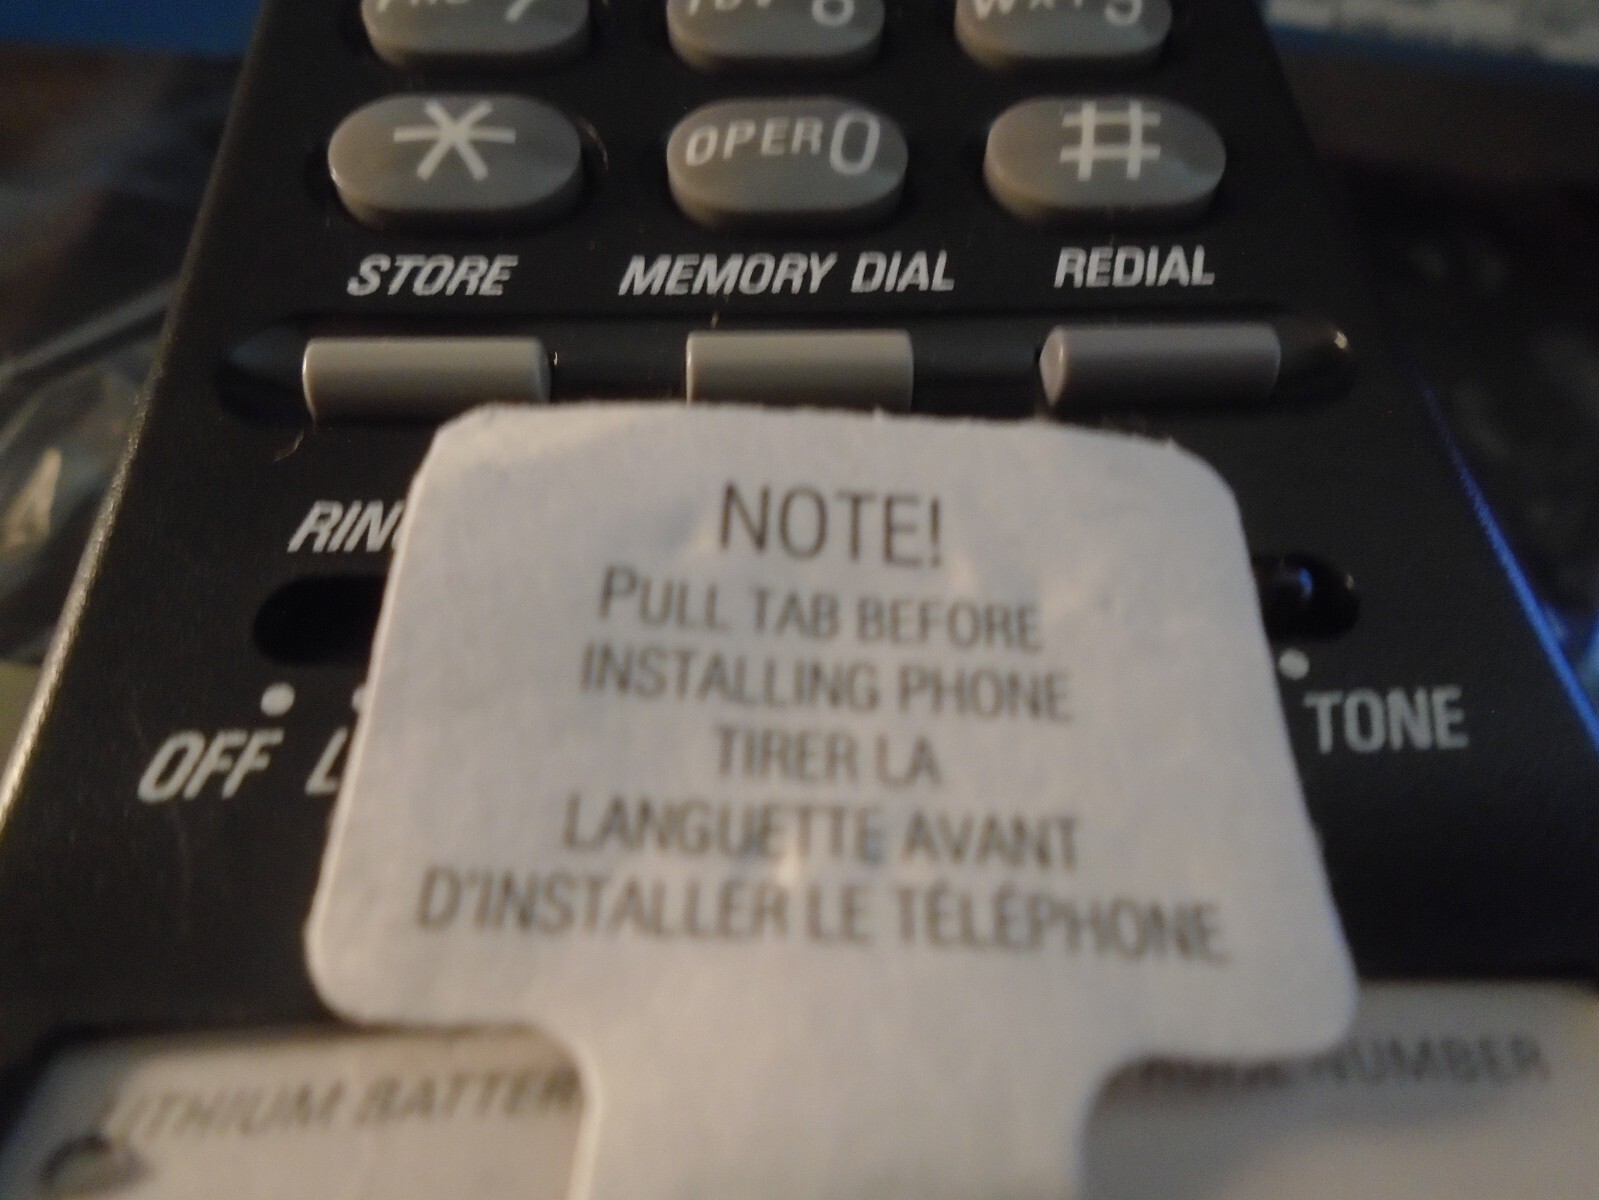 * OPER 0 #
STORE MEMORY DIAL REDIAL
NOTE!
PULL TAB BEFORE
INSTALLING PHONE
TIRER LA
LANGUETTE AVANT
D'INSTALLER LE TÉLÉPHONE
OFF TONE
NUMBER